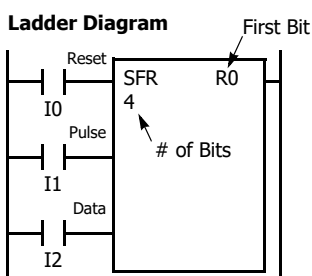 Ladder Diagram
First Bit
Reset
SFR R0
4
I0
Pulse
# of Bits
I1
Data
I2